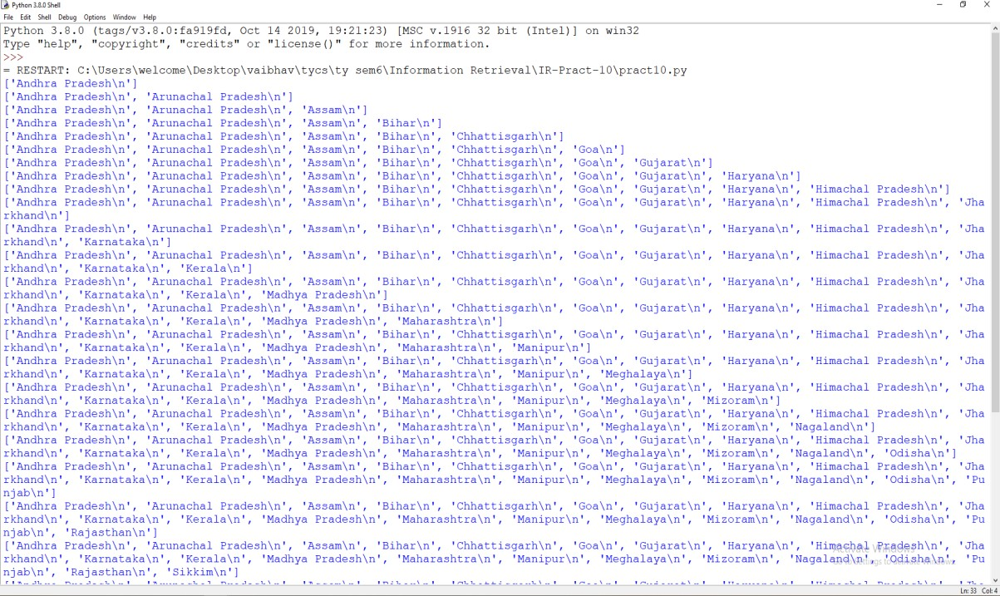 Python 3.8.0 Shell
File Edit Shell Debug Options Window Help
Python 3.8.0 (tags/v3.8.0:fa919fd, Oct 14 2019, 19:21:23) [MSC v.1916 32 bit (Intel)] on win32
Type "help", "copyright", "credits" or "license()" for more information.
>>>
= RESTART: C:\Users\welcome\Desktop\vaibhav\tycs\ty sem6\Information Retrieval\IR-Pract-10\pract10.py
['Andhra Pradesh\n']
['Andhra Pradesh\n', 'Arunachal Pradesh\n']
['Andhra Pradesh\n', 'Arunachal Pradesh\n', 'Assam\n']
['Andhra Pradesh\n', 'Arunachal Pradesh\n', 'Assam\n', 'Bihar\n']
['Andhra Pradesh\n', 'Arunachal Pradesh\n', 'Assam\n', 'Bihar\n', 'Chhattisgarh\n']
['Andhra Pradesh\n', 'Arunachal Pradesh\n', 'Assam\n', 'Bihar\n', 'Chhattisgarh\n', 'Goa\n']
['Andhra Pradesh\n', 'Arunachal Pradesh\n', 'Assam\n', 'Bihar\n', 'Chhattisgarh\n', 'Goa\n', 'Gujarat\n']
['Andhra Pradesh\n', 'Arunachal Pradesh\n', 'Assam\n', 'Bihar\n', 'Chhattisgarh\n', 'Goa\n', 'Gujarat\n', 'Haryana\n']
['Andhra Pradesh\n', 'Arunachal Pradesh\n', 'Assam\n', 'Bihar\n', 'Chhattisgarh\n', 'Goa\n', 'Gujarat\n', 'Haryana\n', 'Himachal Pradesh\n']
['Andhra Pradesh\n', 'Arunachal Pradesh\n', 'Assam\n', 'Bihar\n', 'Chhattisgarh\n', 'Goa\n', 'Gujarat\n', 'Haryana\n', 'Himachal Pradesh\n', 'Jha
rkhand\n']
['Andhra Pradesh\n', 'Arunachal Pradesh\n', 'Assam\n', 'Bihar\n', 'Chhattisgarh\n', 'Goa\n', 'Gujarat\n', 'Haryana\n', 'Himachal Pradesh\n', 'Jha
rkhand\n', 'Karnataka\n']
['Andhra Pradesh\n', 'Arunachal Pradesh\n', 'Assam\n', 'Bihar\n', 'Chhattisgarh\n', 'Goa\n', 'Gujarat\n', 'Haryana\n', 'Himachal Pradesh\n', 'Jha
rkhand\n', 'Karnataka\n', 'Kerala\n']
['Andhra Pradesh\n', 'Arunachal Pradesh\n', 'Assam\n', 'Bihar\n', 'Chhattisgarh\n', 'Goa\n', 'Gujarat\n', 'Haryana\n', 'Himachal Pradesh\n', 'Jha
rkhand\n', 'Karnataka\n', 'Kerala\n', 'Madhya Pradesh\n']
['Andhra Pradesh\n', 'Arunachal Pradesh\n', 'Assam\n', 'Bihar\n', 'Chhattisgarh\n', 'Goa\n', 'Gujarat\n', 'Haryana\n', 'Himachal Pradesh\n', 'Jha
rkhand\n', 'Karnataka\n', 'Kerala\n', 'Madhya Pradesh\n', 'Maharashtra\n']
['Andhra Pradesh\n', 'Arunachal Pradesh\n', 'Assam\n', 'Bihar\n', 'Chhattisgarh\n', 'Goa\n', 'Gujarat\n', 'Haryana\n', 'Himachal Pradesh\n', 'Jha
rkhand\n', 'Karnataka\n', 'Kerala\n', 'Madhya Pradesh\n', 'Maharashtra\n', 'Manipur\n']
['Andhra Pradesh\n', 'Arunachal Pradesh\n', 'Assam\n', 'Bihar\n', 'Chhattisgarh\n', 'Goa\n', 'Gujarat\n', 'Haryana\n', 'Himachal Pradesh\n', 'Jha
rkhand\n', 'Karnataka\n', 'Kerala\n', 'Madhya Pradesh\n', 'Maharashtra\n', 'Manipur\n', 'Meghalaya\n']
['Andhra Pradesh\n', 'Arunachal Pradesh\n', 'Assam\n', 'Bihar\n', 'Chhattisgarh\n', 'Goa\n', 'Gujarat\n', 'Haryana\n', 'Himachal Pradesh\n', 'Jha
rkhand\n', 'Karnataka\n', 'Kerala\n', 'Madhya Pradesh\n', 'Maharashtra\n', 'Manipur\n', 'Meghalaya\n', 'Mizoram\n']
['Andhra Pradesh\n', 'Arunachal Pradesh\n', 'Assam\n', 'Bihar\n', 'Chhattisgarh\n', 'Goa\n', 'Gujarat\n', 'Haryana\n', 'Himachal Pradesh\n', 'Jha
rkhand\n', 'Karnataka\n', 'Kerala\n', 'Madhya Pradesh\n', 'Maharashtra\n', 'Manipur\n', 'Meghalaya\n', 'Mizoram\n', 'Nagaland\n']
['Andhra Pradesh\n', 'Arunachal Pradesh\n', 'Assam\n', 'Bihar\n', 'Chhattisgarh\n', 'Goa\n', 'Gujarat\n', 'Haryana\n', 'Himachal Pradesh\n', 'Jha
rkhand\n', 'Karnataka\n', 'Kerala\n', 'Madhya Pradesh\n', 'Maharashtra\n', 'Manipur\n', 'Meghalaya\n', 'Mizoram\n', 'Nagaland\n', 'Odisha\n']
['Andhra Pradesh\n', 'Arunachal Pradesh\n', 'Assam\n', 'Bihar\n', 'Chhattisgarh\n', 'Goa\n', 'Gujarat\n', 'Haryana\n', 'Himachal Pradesh\n', 'Jha
rkhand\n', 'Karnataka\n', 'Kerala\n', 'Madhya Pradesh\n', 'Maharashtra\n', 'Manipur\n', 'Meghalaya\n', 'Mizoram\n', 'Nagaland\n', 'Odisha\n', 'Pu
njab\n']
['Andhra Pradesh\n', 'Arunachal Pradesh\n', 'Assam\n', 'Bihar\n', 'Chhattisgarh\n', 'Goa\n', 'Gujarat\n', 'Haryana\n', 'Himachal Pradesh\n', 'Jha
rkhand\n', 'Karnataka\n', 'Kerala\n', 'Madhya Pradesh\n', 'Maharashtra\n', 'Manipur\n', 'Meghalaya\n', 'Mizoram\n', 'Nagaland\n', 'Odisha\n', 'Pu
njab\n', 'Rajasthan\n']
['Andhra Pradesh\n', 'Arunachal Pradesh\n', 'Assam\n', 'Bihar\n', 'Chhattisgarh\n', 'Goa\n', 'Gujarat\n', 'Haryana\n', 'Himachal Pradesh\n', 'Jha
rkhand\n', 'Karnataka\n', 'Kerala\n', 'Madhya Pradesh\n', 'Maharashtra\n', 'Manipur\n', 'Meghalaya\n', 'Mizoram\n', 'Nagaland\n', 'Odisha\n', 'Pu
njab\n', 'Rajasthan\n', 'Sikkim\n']
Activate Windows
Ln: 33 Col: 4